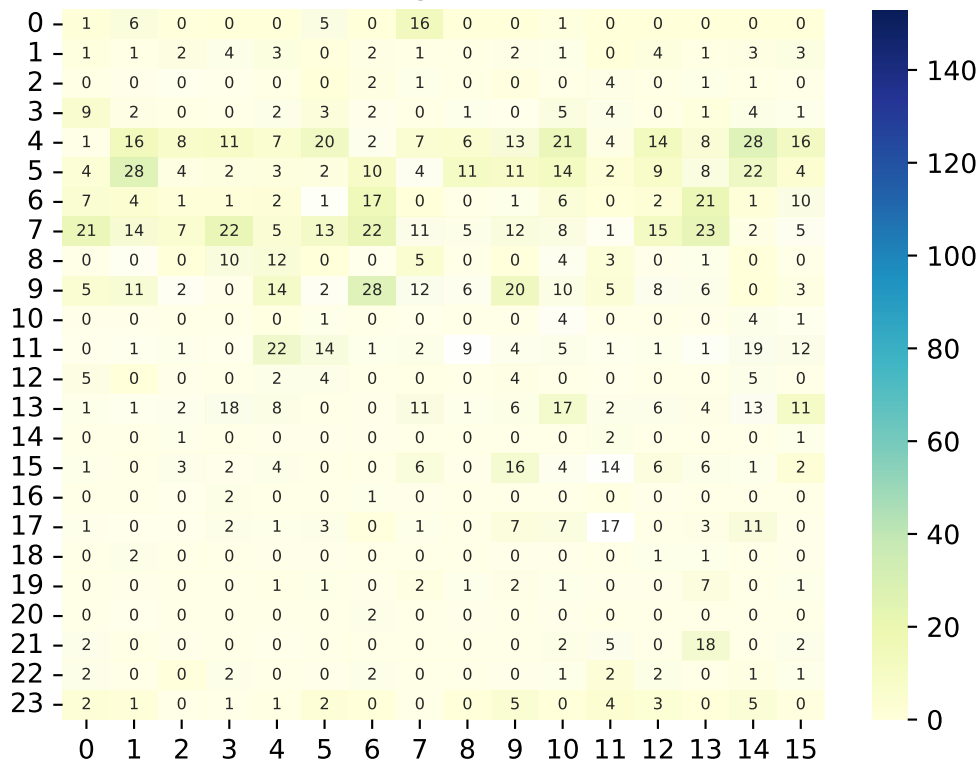 0 1 6 0 0 0 5 0 16 0 0 1 0 0 0 0 0
1 1 1 2 4 3 0 2 1 0 2 1 0 4 1 3 3
140
2 0 0 0 0 0 0 2 1 0 0 0 4 0 1 1 0
3 9 2 0 0 2 3 2 0 1 0 5 4 0 1 4 1
4 1 16 8 11 7 20 2 7 6 13 21 4 14 8 28 16
120
5 4 28 4 2 3 2 10 4 11 11 14 2 9 8 22 4
6 7 4 1 1 2 1 17 0 0 1 6 0 2 21 1 10
7 21 14 7 22 5 13 22 11 5 12 8 1 15 23 2 5
100
8 0 0 0 10 12 0 0 5 0 0 4 3 0 1 0 0
9 5 11 2 0 14 2 28 12 6 20 10 5 8 6 0 3
10 0 0 0 0 0 1 0 0 0 0 4 0 0 0 4 1
80
11 0 1 1 0 22 14 1 2 9 4 5 1 1 1 19 12
12 5 0 0 0 2 4 0 0 0 4 0 0 0 0 5 0
13 1 1 2 18 8 0 0 11 1 6 17 2 6 4 13 11
60
14 0 0 1 0 0 0 0 0 0 0 0 2 0 0 0 1
15 1 0 3 2 4 0 0 6 0 16 4 14 6 6 1 2
16 0 0 0 2 0 0 1 0 0 0 0 0 0 0 0 0
17 1 0 0 2 1 3 0 1 0 7 7 17 0 3 11 0
40
18 0 2 0 0 0 0 0 0 0 0 0 0 1 1 0 0
19 0 0 0 0 1 1 0 2 1 2 1 0 0 7 0 1
20 0 0 0 0 0 0 2 0 0 0 0 0 0 0 0 0
20
21 2 0 0 0 0 0 0 0 0 0 2 5 0 18 0 2
22 2 0 0 2 0 0 2 0 0 0 1 2 2 0 1 1
23 2 1 0 1 1 2 0 0 0 5 0 4 3 0 5 0
0
0 1 2 3 4 5 6 7 8 9 10 11 12 13 14 15